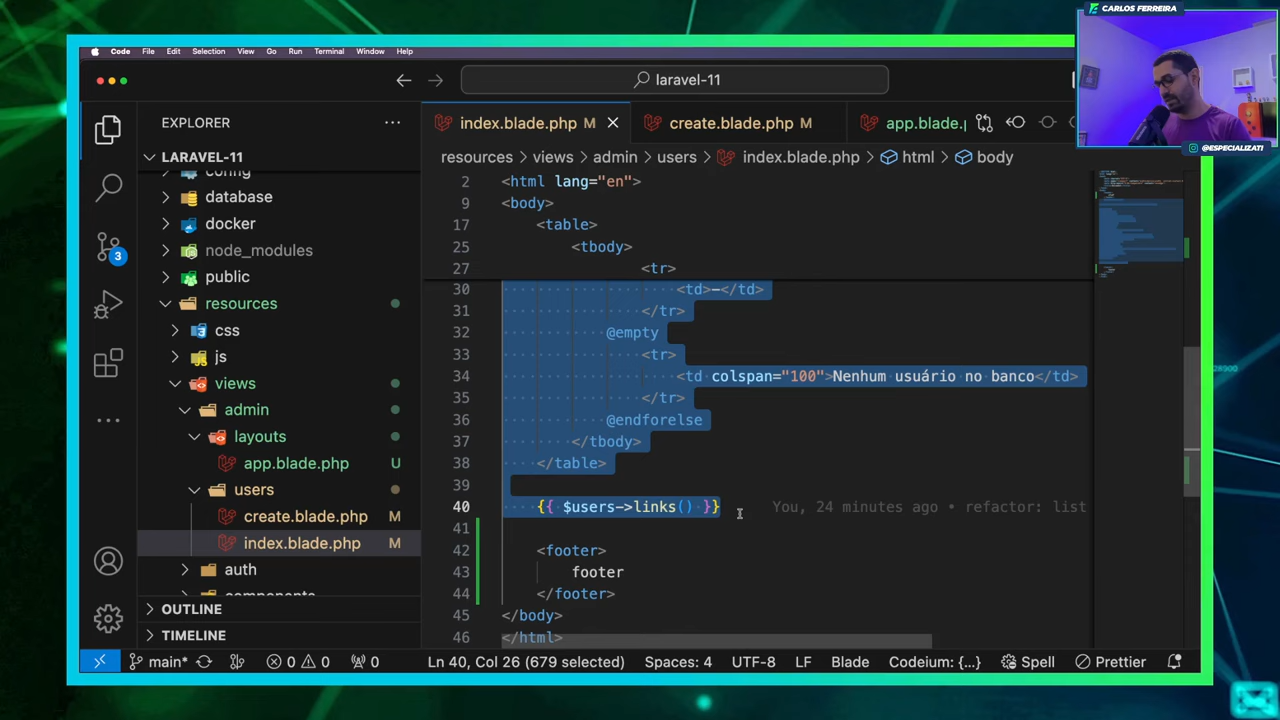 CARLOS FERREIRA
Code File Edit Selection View Go Run Terminal Window Help
laravel-11
EXPLORER
index.blade.php M
create.blade.php M
app.blade.p
@ESPECIALIZATI
LARAVEL-11
resources > views > admin > users > index.blade.php > html > body
config
database
docker
node_modules
public
resources
css
js
views
admin
layouts
app.blade.php U
users
create.blade.php M
index.blade.php M
auth
components
OUTLINE
TIMELINE
3
2 <html lang="en">
9 <body>
17 <table>
25 <tbody>
27 <tr>
30 <td>-</td>
31 </tr>
32 @empty
33 <tr>
34 <td colspan="100">Nenhum usuário no banco</td>
35 </tr>
36 @endforelse
37 </tbody>
38 </table>
39
40 {{ $users->links() }} You, 24 minutes ago • refactor: list
41
42 <footer>
43 footer
44 </footer>
45 </body>
46 </html>
main* 0 0 0 Ln 40, Col 26 (679 selected) Spaces: 4 UTF-8 LF Blade Codeium: {...} Spell Prettier